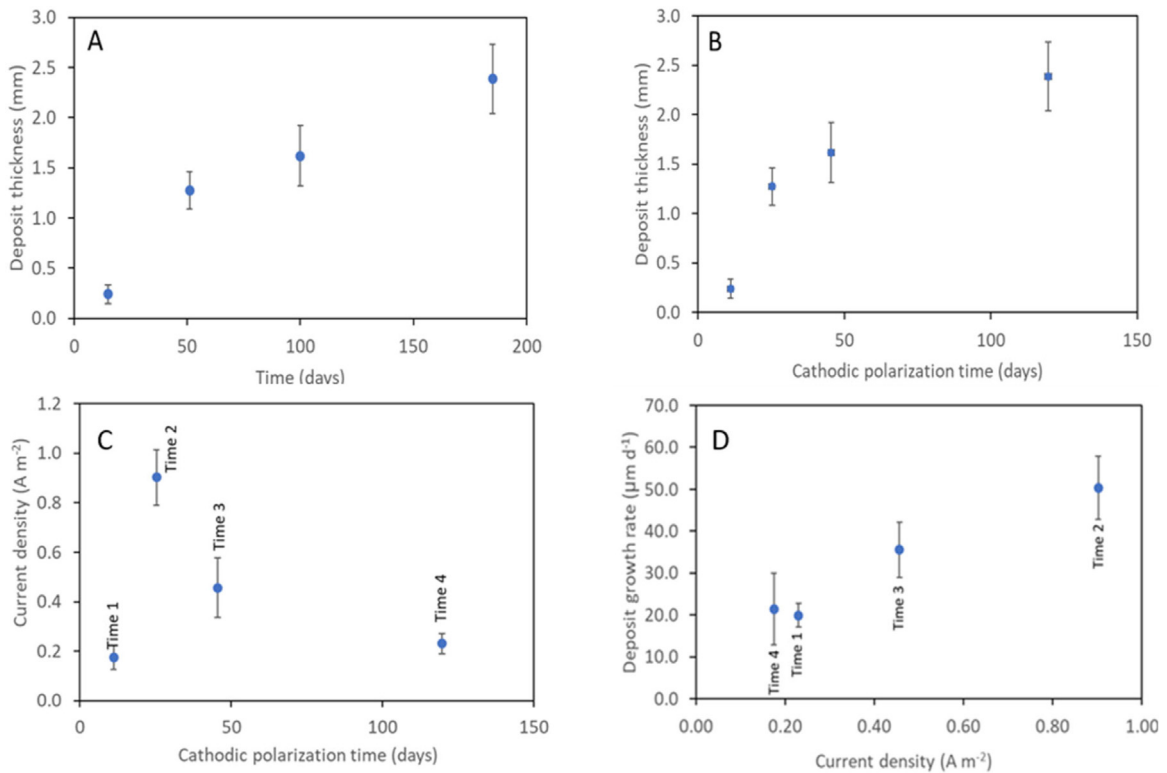 A
Deposit thickness (mm)
3.0
2.5
2.0
1.5
1.0
0.5
0.0
0 50 100 150 200
Time (days)
B
Deposit thickness (mm)
3.0
2.5
2.0
1.5
1.0
0.5
0.0
0 50 100 150
Cathodic polarization time (days)
C
Current density (A m⁻²)
1.2
1.0
0.8
0.6
0.4
0.2
0.0
Time 1
Time 2
Time 3
Time 4
0 50 100 150
Cathodic polarization time (days)
D
Deposit growth rate (µm d⁻¹)
70.0
60.0
50.0
40.0
30.0
20.0
10.0
0.0
Time 4
Time 1
Time 3
Time 2
0.00 0.20 0.40 0.60 0.80 1.00
Current density (A m⁻²)